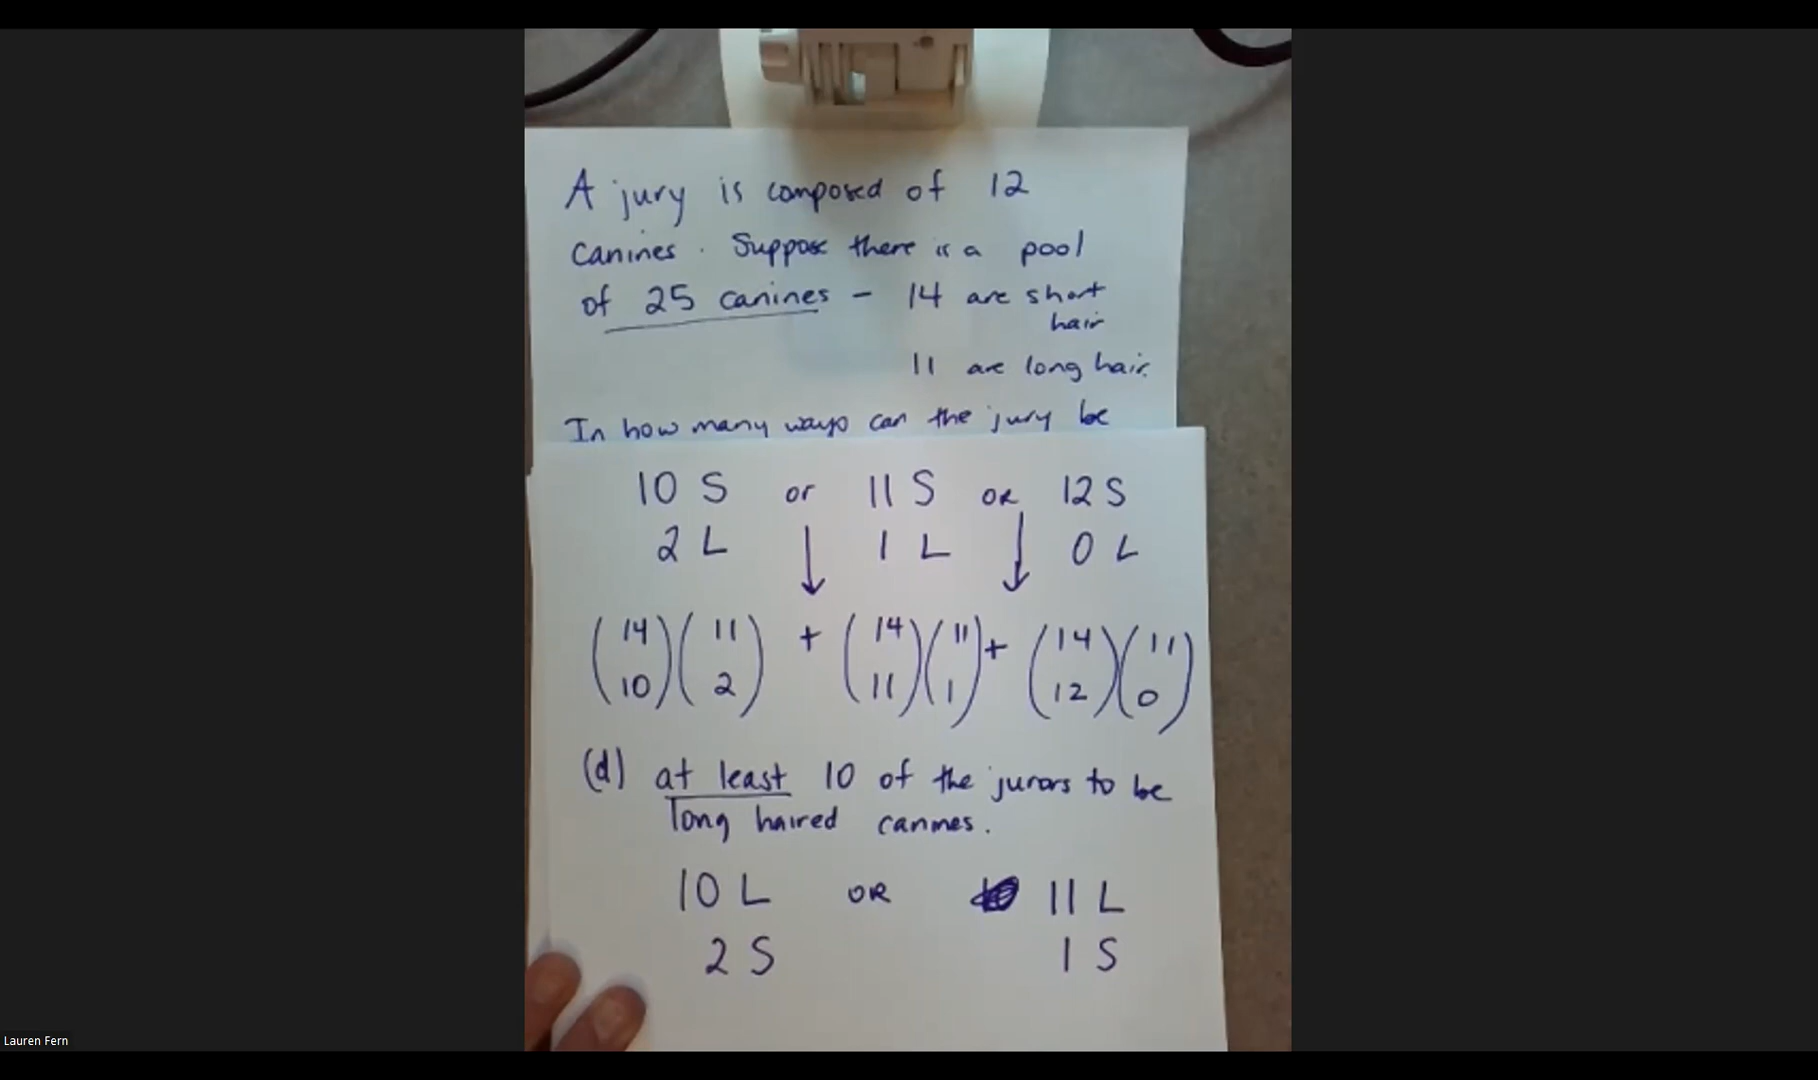 A jury is composed of 12
canines. Suppose there is a pool
of 25 canines - 14 are short
hair
11 are long hair.
In how many ways can the jury be
10 S or 11 S OR 12 S
2 L 1 L 0 L
(14 10)(11 2) + (14 11)(11 1) + (14 12)(11 0)
(d) at least 10 of the jurors to be
long haired canines.
10 L OR 11 L
2 S 1 S
Lauren Fern